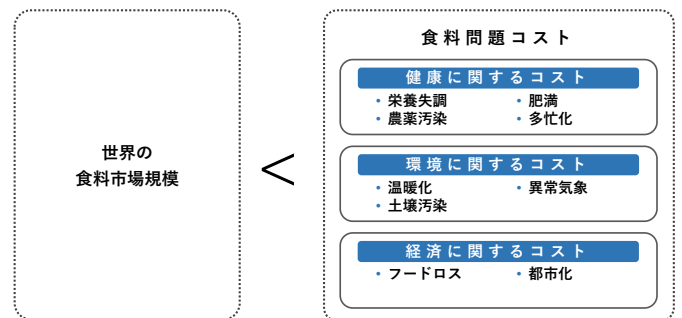 世界の
食料市場規模
<
食料問題コスト
健康に関するコスト
・栄養失調 ・肥満
・農薬汚染 ・多忙化
環境に関するコスト
・温暖化 ・異常気象
・土壌汚染
経済に関するコスト
・フードロス ・都市化